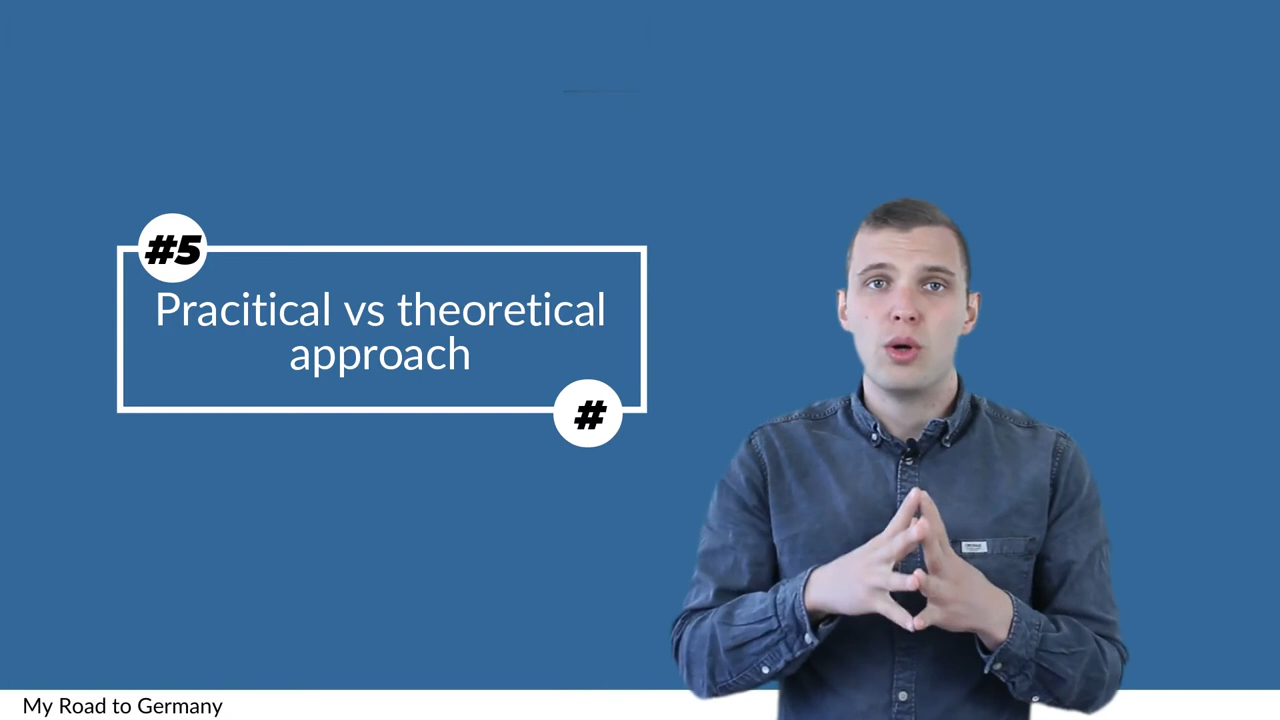 #5
Pracitical vs theoretical
approach
#
My Road to Germany